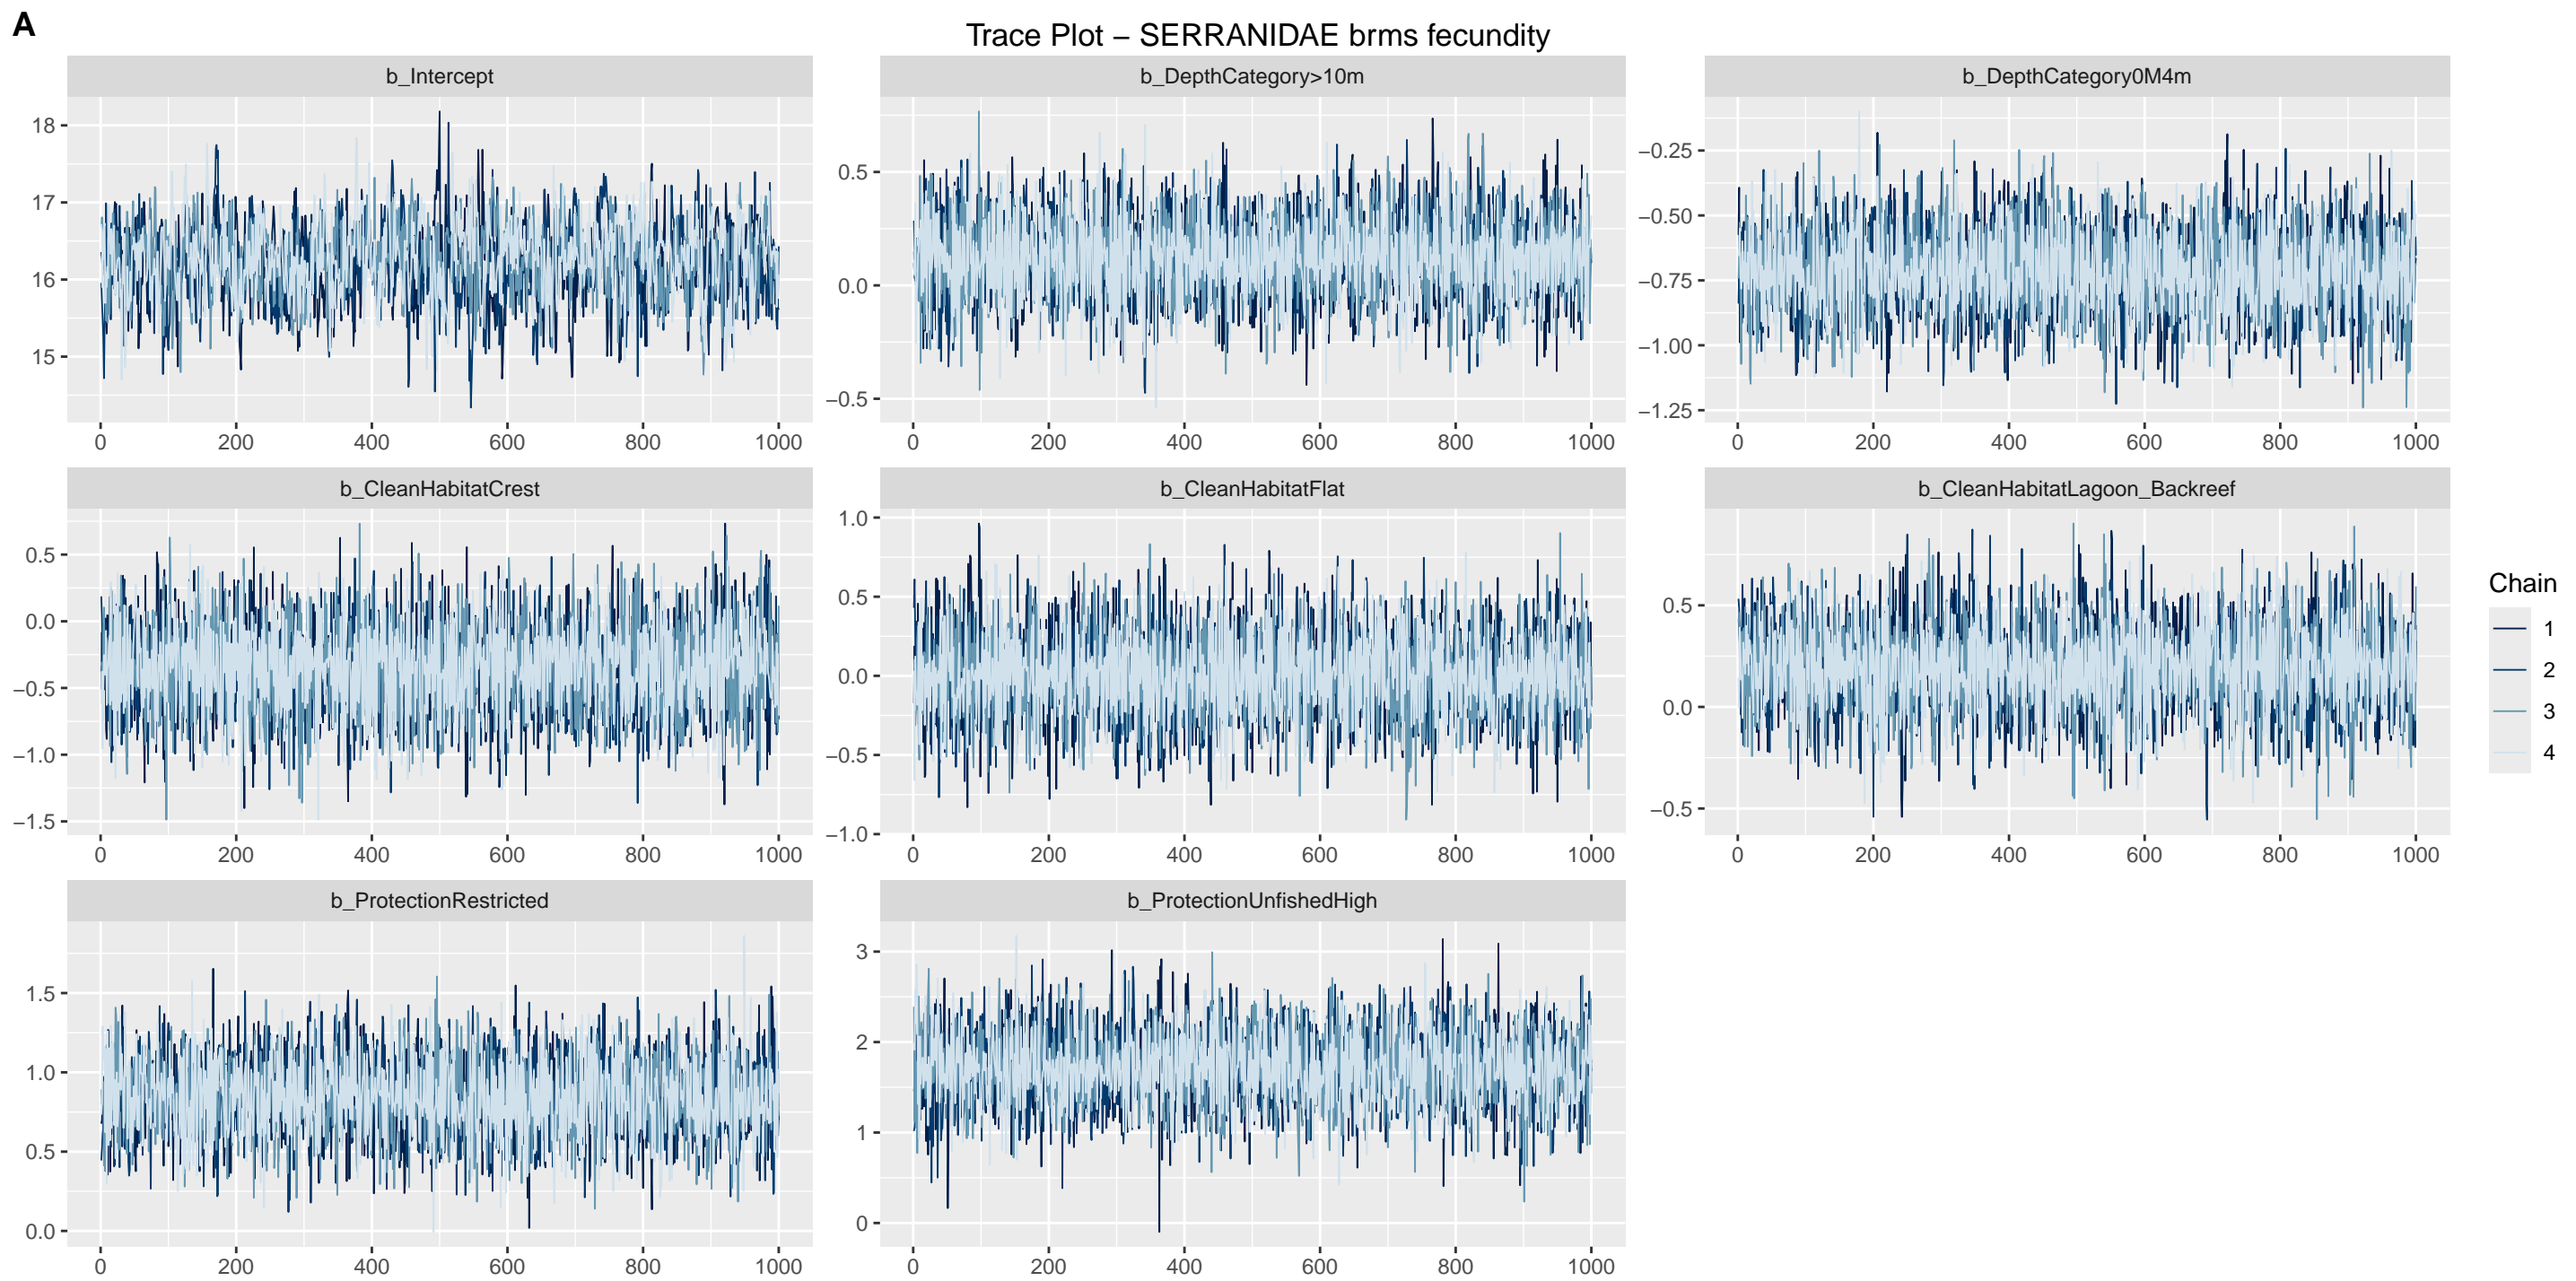 A
Trace Plot – SERRANIDAE brms fecundity
b_Intercept
b_DepthCategory>10m
b_DepthCategory0M4m
18
17
16
15
0 200 400 600 800 1000
0.5
0.0
−0.5
0 200 400 600 800 1000
−0.25
−0.50
−0.75
−1.00
−1.25
0 200 400 600 800 1000
b_CleanHabitatCrest
b_CleanHabitatFlat
b_CleanHabitatLagoon_Backreef
0.5
0.0
−0.5
−1.0
−1.5
0 200 400 600 800 1000
1.0
0.5
0.0
−0.5
−1.0
0 200 400 600 800 1000
0.5
0.0
−0.5
0 200 400 600 800 1000
b_ProtectionRestricted
b_ProtectionUnfishedHigh
1.5
1.0
0.5
0.0
0 200 400 600 800 1000
3
2
1
0
0 200 400 600 800 1000
Chain
1
2
3
4